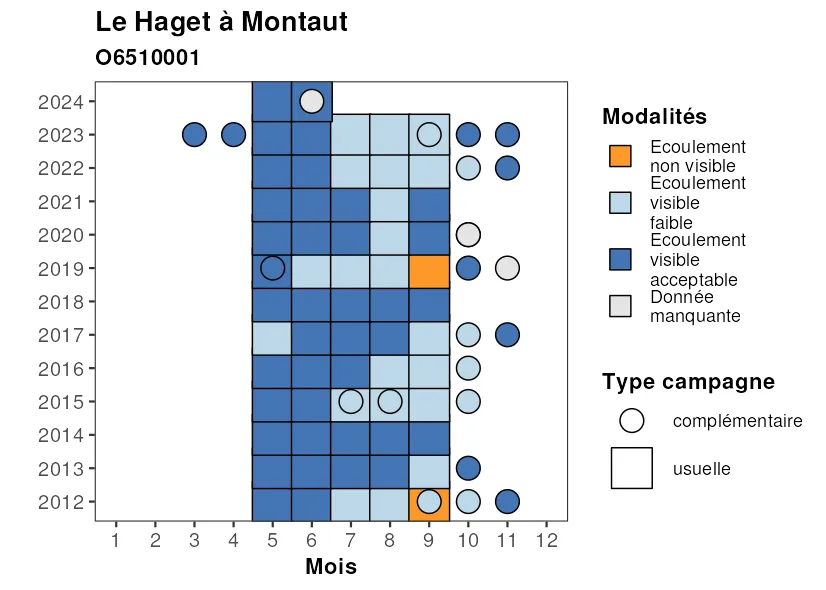 Le Haget à Montaut
O6510001
2024
2023
2022
2021
2020
2019
2018
2017
2016
2015
2014
2013
2012
1 2 3 4 5 6 7 8 9 10 11 12
Mois
Modalités
Ecoulement
non visible
Ecoulement
visible
faible
Ecoulement
visible
acceptable
Donnée
manquante
Type campagne
complémentaire
usuelle